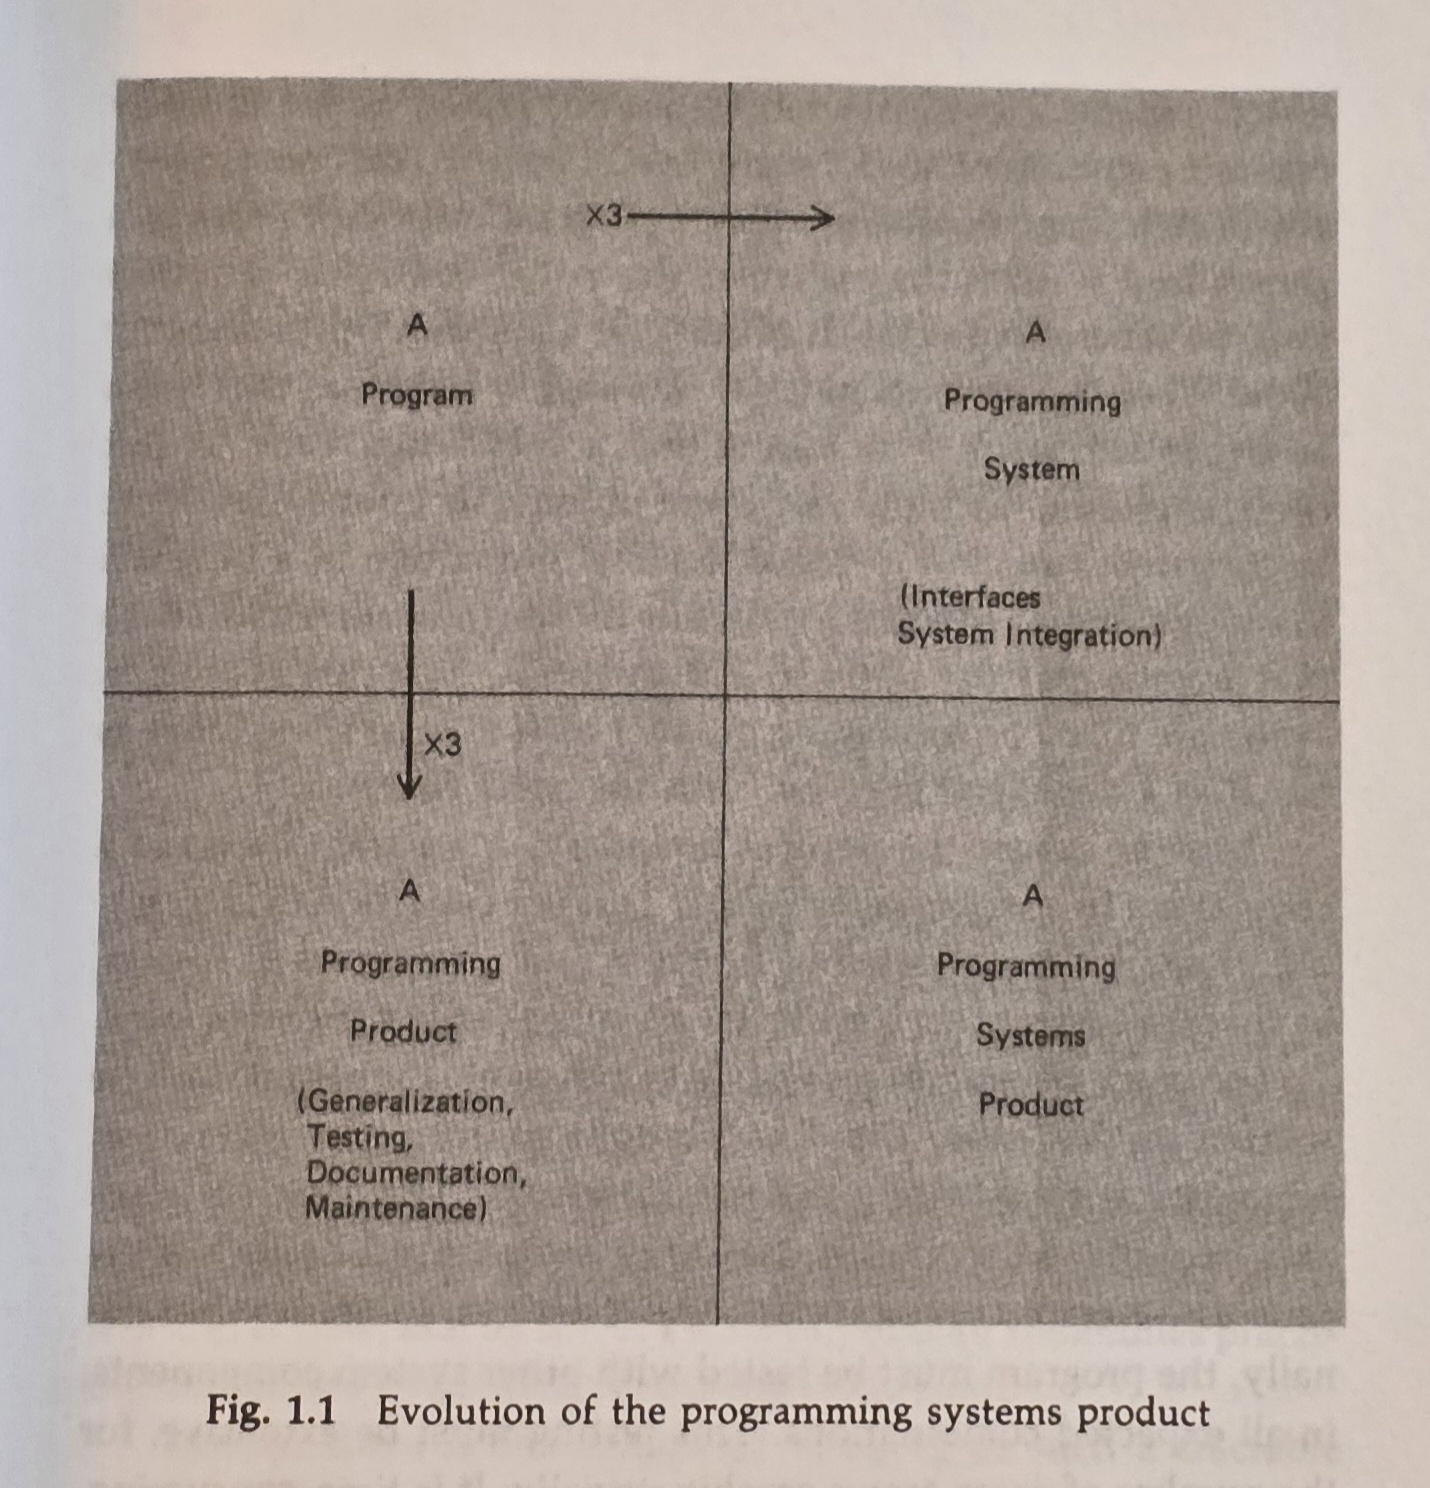 X3
A
Program
A
Programming
System
(Interfaces
System Integration)
X3
A
Programming
Product
(Generalization,
Testing,
Documentation,
Maintenance)
A
Programming
Systems
Product
Fig. 1.1 Evolution of the programming systems product